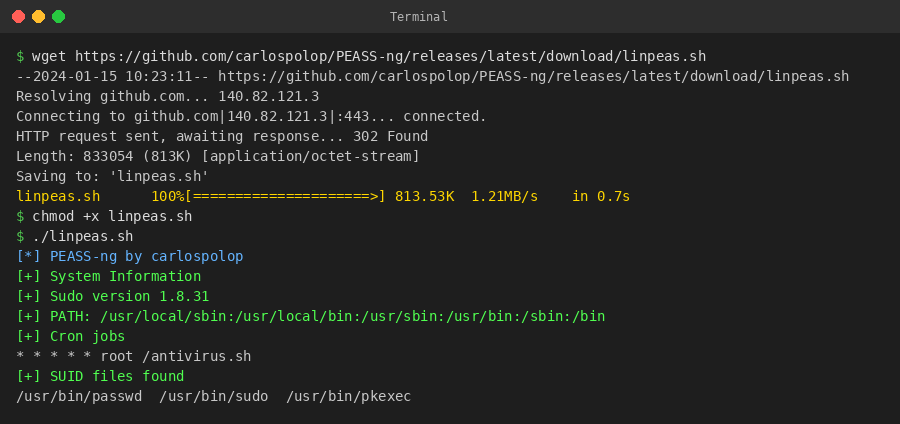 Terminal
$ wget https://github.com/carlospolop/PEASS-ng/releases/latest/download/linpeas.sh
--2024-01-15 10:23:11-- https://github.com/carlospolop/PEASS-ng/releases/latest/download/linpeas.sh
Resolving github.com... 140.82.121.3
Connecting to github.com|140.82.121.3|:443... connected.
HTTP request sent, awaiting response... 302 Found
Length: 833054 (813K) [application/octet-stream]
Saving to: 'linpeas.sh'
linpeas.sh      100%[=====================>] 813.53K  1.21MB/s    in 0.7s
$ chmod +x linpeas.sh
$ ./linpeas.sh
[*] PEASS-ng by carlospolop
[+] System Information
[+] Sudo version 1.8.31
[+] PATH: /usr/local/sbin:/usr/local/bin:/usr/sbin:/usr/bin:/sbin:/bin
[+] Cron jobs
* * * * * root /antivirus.sh
[+] SUID files found
/usr/bin/passwd  /usr/bin/sudo  /usr/bin/pkexec